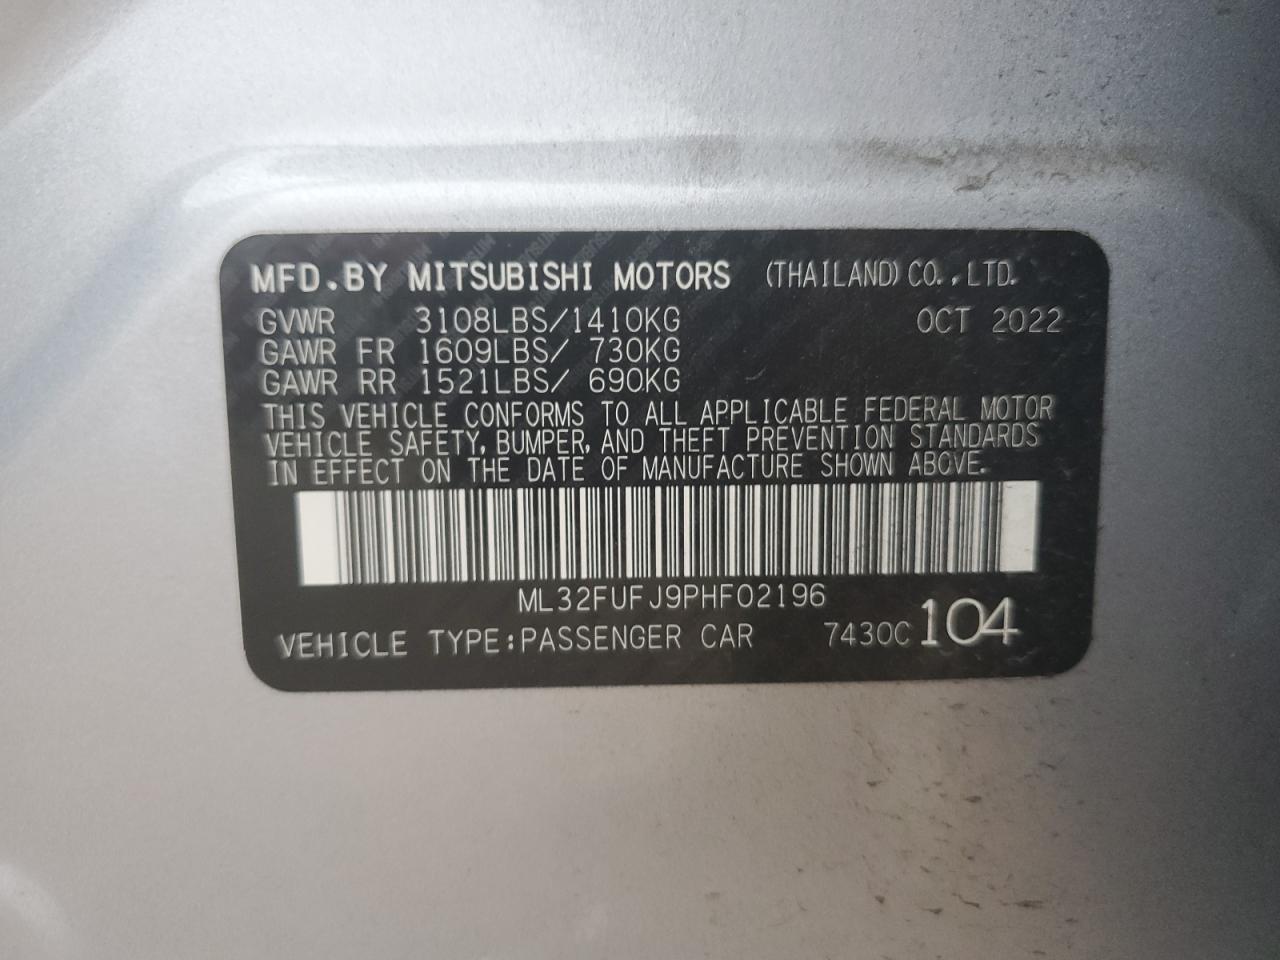 MFD.BY MITSUBISHI MOTORS (THAILAND) CO.,LTD.
GVWR 3108LBS/1410KG OCT 2022
GAWR FR 1609LBS/ 730KG
GAWR RR 1521LBS/ 690KG
THIS VEHICLE CONFORMS TO ALL APPLICABLE FEDERAL MOTOR
VEHICLE SAFETY, BUMPER, AND THEFT PREVENTION STANDARDS
IN EFFECT ON THE DATE OF MANUFACTURE SHOWN ABOVE.
ML32FUFJ9PHF02196
VEHICLE TYPE:PASSENGER CAR 7430C 104